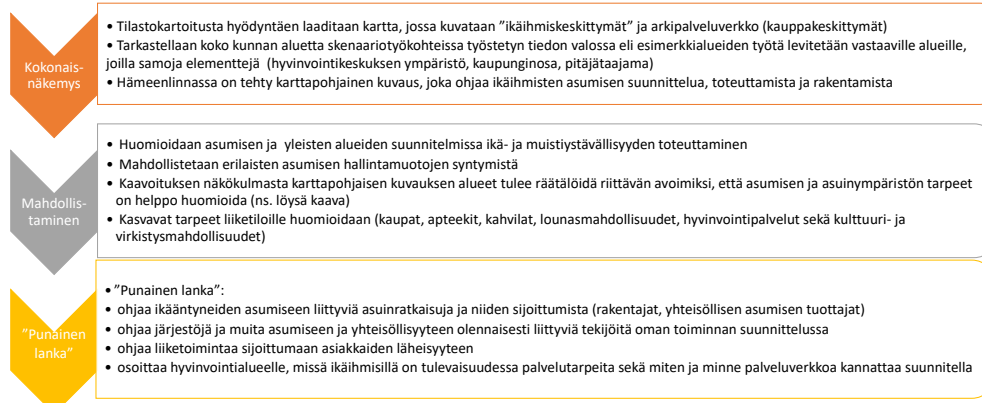 Kokonais-
näkemys
• Tilastokartoitusta hyödyntäen laaditaan kartta, jossa kuvataan ”ikäihmiskeskittymät” ja arkipalveluverkko (kauppakeskittymät)
• Tarkastellaan koko kunnan aluetta skenaariotyökohteissa työstetyn tiedon valossa eli esimerkkialueiden työtä levitetään vastaaville alueille,
joilla samoja elementtejä (hyvinvointikeskuksen ympäristö, kaupunginosa, pitäjätaajama)
• Hämeenlinnassa on tehty karttapohjainen kuvaus, joka ohjaa ikäihmisten asumisen suunnittelua, toteuttamista ja rakentamista
Mahdollis-
taminen
• Huomioidaan asumisen ja yleisten alueiden suunnitelmissa ikä- ja muistiystävällisyyden toteuttaminen
• Mahdollistetaan erilaisten asumisen hallintamuotojen syntymistä
• Kaavoituksen näkökulmasta karttapohjaisen kuvauksen alueet tulee räätälöidä riittävän avoimiksi, että asumisen ja asuinympäristön tarpeet
on helppo huomioida (ns. löysä kaava)
• Kasvavat tarpeet liiketiloille huomioidaan (kaupat, apteekit, kahvilat, lounasmahdollisuudet, hyvinvointipalvelut sekä kulttuuri- ja
virkistysmahdollisuudet)
”Punainen
lanka”
• ”Punainen lanka”:
• ohjaa ikääntyneiden asumiseen liittyviä asuinratkaisuja ja niiden sijoittumista (rakentajat, yhteisöllisen asumisen tuottajat)
• ohjaa järjestöjä ja muita asumiseen ja yhteisöllisyyteen olennaisesti liittyviä tekijöitä oman toiminnan suunnittelussa
• ohjaa liiketoimintaa sijoittumaan asiakkaiden läheisyyteen
• osoittaa hyvinvointialueelle, missä ikäihmisillä on tulevaisuudessa palvelutarpeita sekä miten ja minne palveluverkkoa kannattaa suunnitella